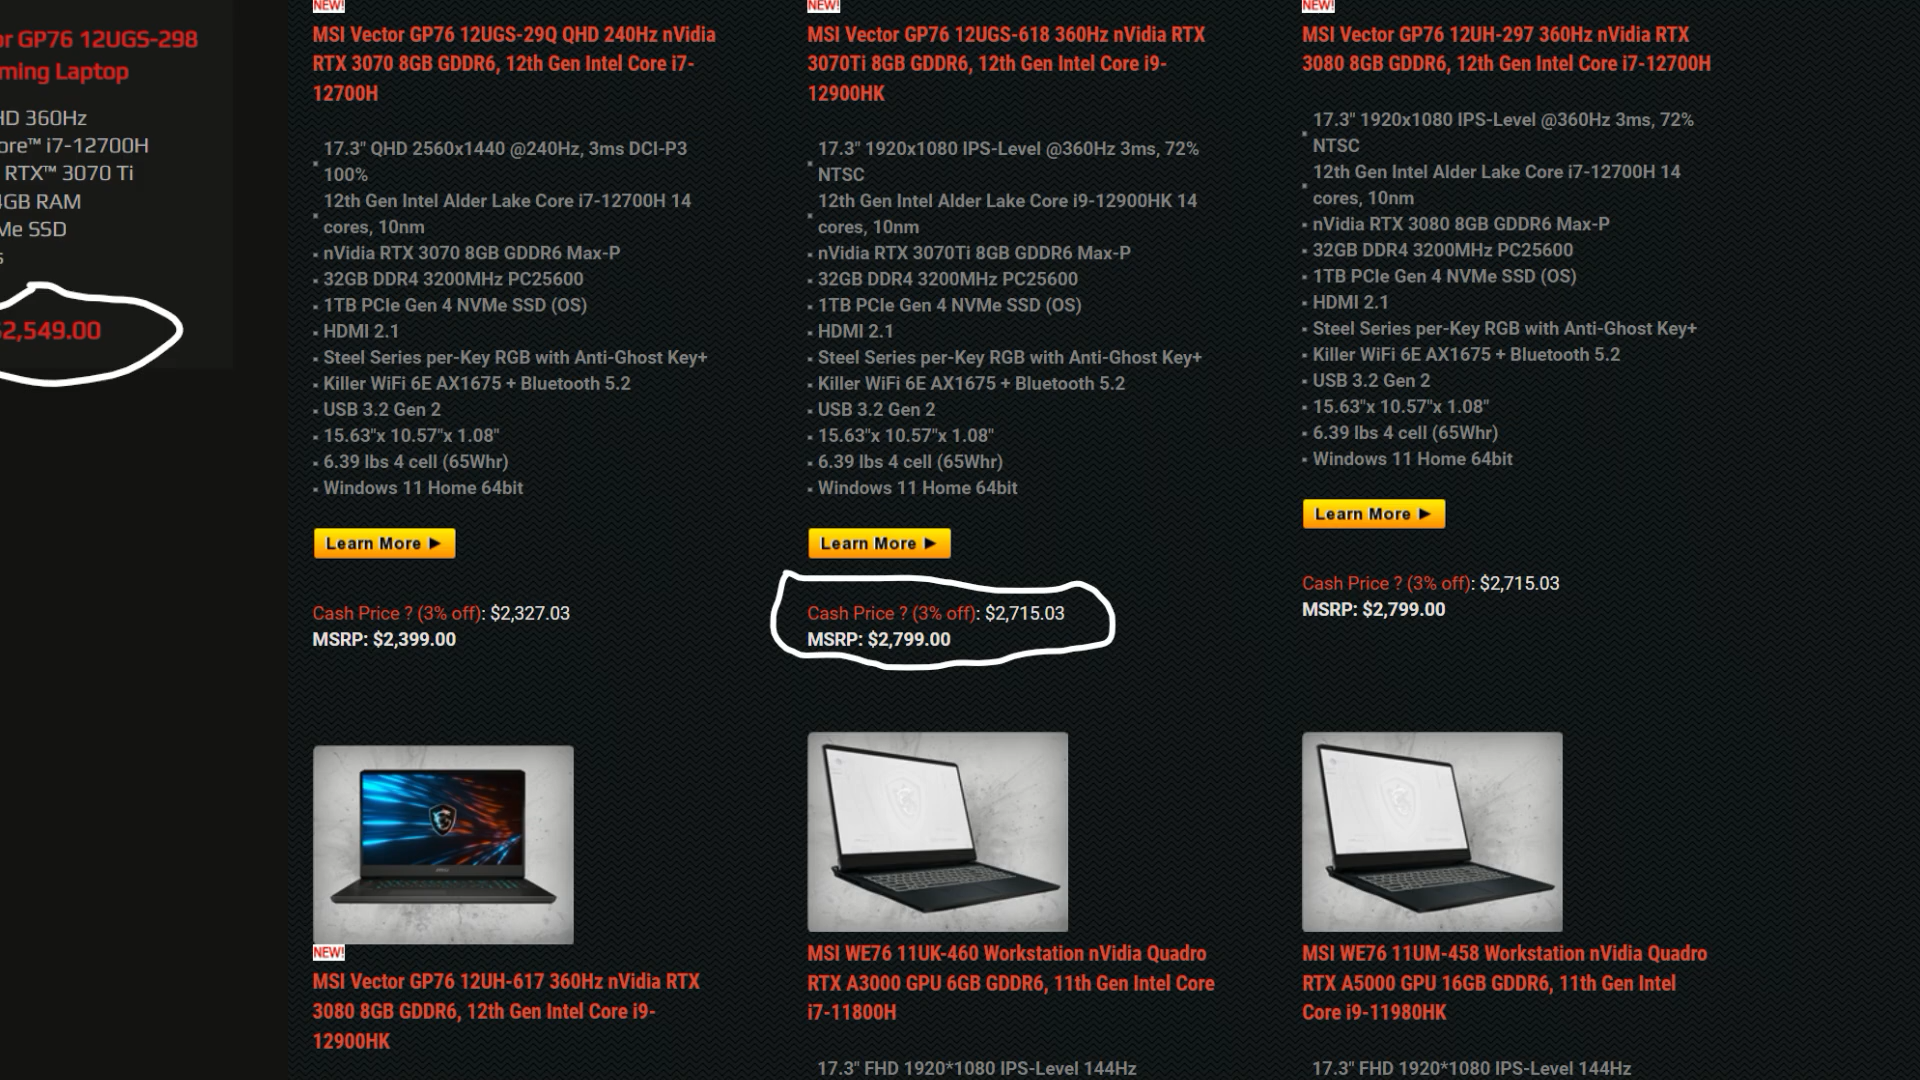 or GP76 12UGS-298
ming Laptop
HD 360Hz
ore™ i7-12700H
RTX™ 3070 Ti
GB RAM
Me SSD
s
$2,549.00
NEW!
MSI Vector GP76 12UGS-29Q QHD 240Hz nVidia
RTX 3070 8GB GDDR6, 12th Gen Intel Core i7-
12700H
17.3" QHD 2560x1440 @240Hz, 3ms DCI-P3
100%
12th Gen Intel Alder Lake Core i7-12700H 14
cores, 10nm
nVidia RTX 3070 8GB GDDR6 Max-P
32GB DDR4 3200MHz PC25600
1TB PCIe Gen 4 NVMe SSD (OS)
HDMI 2.1
Steel Series per-Key RGB with Anti-Ghost Key+
Killer WiFi 6E AX1675 + Bluetooth 5.2
USB 3.2 Gen 2
15.63"x 10.57"x 1.08"
6.39 lbs 4 cell (65Whr)
Windows 11 Home 64bit
Learn More ►
Cash Price ? (3% off): $2,327.03
MSRP: $2,399.00
NEW!
MSI Vector GP76 12UGS-618 360Hz nVidia RTX
3070Ti 8GB GDDR6, 12th Gen Intel Core i9-
12900HK
17.3" 1920x1080 IPS-Level @360Hz 3ms, 72%
NTSC
12th Gen Intel Alder Lake Core i9-12900HK 14
cores, 10nm
nVidia RTX 3070Ti 8GB GDDR6 Max-P
32GB DDR4 3200MHz PC25600
1TB PCIe Gen 4 NVMe SSD (OS)
HDMI 2.1
Steel Series per-Key RGB with Anti-Ghost Key+
Killer WiFi 6E AX1675 + Bluetooth 5.2
USB 3.2 Gen 2
15.63"x 10.57"x 1.08"
6.39 lbs 4 cell (65Whr)
Windows 11 Home 64bit
Learn More ►
Cash Price ? (3% off): $2,715.03
MSRP: $2,799.00
NEW!
MSI Vector GP76 12UH-297 360Hz nVidia RTX
3080 8GB GDDR6, 12th Gen Intel Core i7-12700H
17.3" 1920x1080 IPS-Level @360Hz 3ms, 72%
NTSC
12th Gen Intel Alder Lake Core i7-12700H 14
cores, 10nm
nVidia RTX 3080 8GB GDDR6 Max-P
32GB DDR4 3200MHz PC25600
1TB PCIe Gen 4 NVMe SSD (OS)
HDMI 2.1
Steel Series per-Key RGB with Anti-Ghost Key+
Killer WiFi 6E AX1675 + Bluetooth 5.2
USB 3.2 Gen 2
15.63"x 10.57"x 1.08"
6.39 lbs 4 cell (65Whr)
Windows 11 Home 64bit
Learn More ►
Cash Price ? (3% off): $2,715.03
MSRP: $2,799.00
NEW!
MSI Vector GP76 12UH-617 360Hz nVidia RTX
3080 8GB GDDR6, 12th Gen Intel Core i9-
12900HK
MSI WE76 11UK-460 Workstation nVidia Quadro
RTX A3000 GPU 6GB GDDR6, 11th Gen Intel Core
i7-11800H
17.3" FHD 1920*1080 IPS-Level 144Hz
MSI WE76 11UM-458 Workstation nVidia Quadro
RTX A5000 GPU 16GB GDDR6, 11th Gen Intel
Core i9-11980HK
17.3" FHD 1920*1080 IPS-Level 144Hz